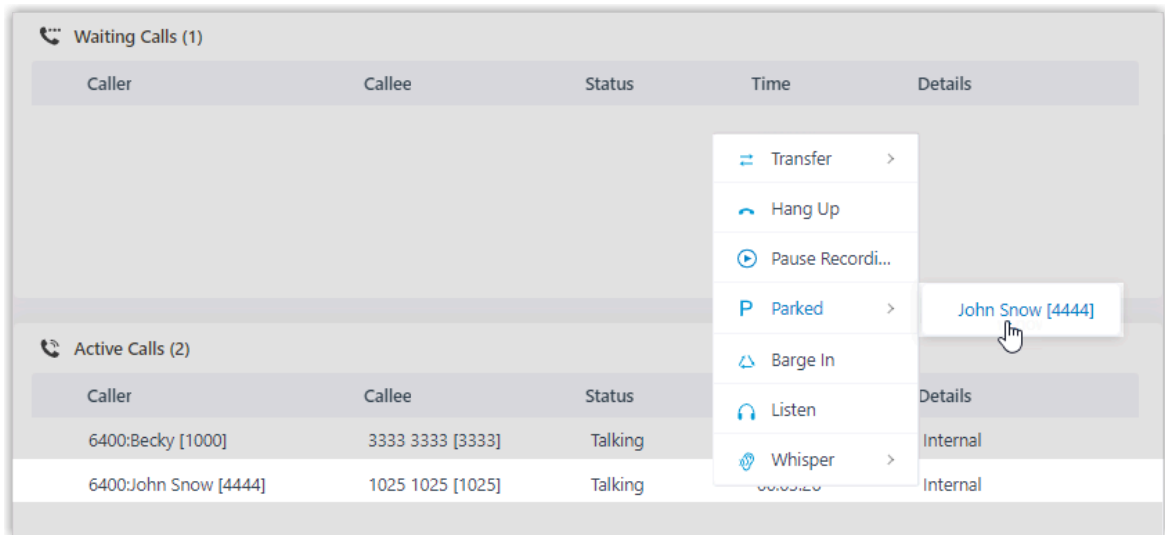 Waiting Calls (1)
Caller Callee Status Time Details
Transfer
Hang Up
Pause Recordi...
Parked
John Snow [4444]
Barge In
Listen
Whisper
Active Calls (2)
Caller Callee Status Details
6400:Becky [1000] 3333 3333 [3333] Talking Internal
6400:John Snow [4444] 1025 1025 [1025] Talking Internal